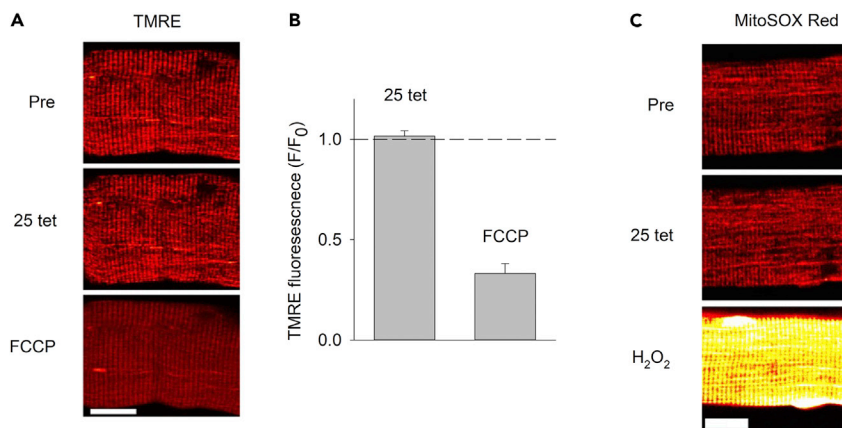 A
TMRE
Pre
25 tet
FCCP
B
TMRE fluoresescnece (F/F0)
1.0
0.5
0.0
25 tet
FCCP
C
MitoSOX Red
Pre
25 tet
H2O2